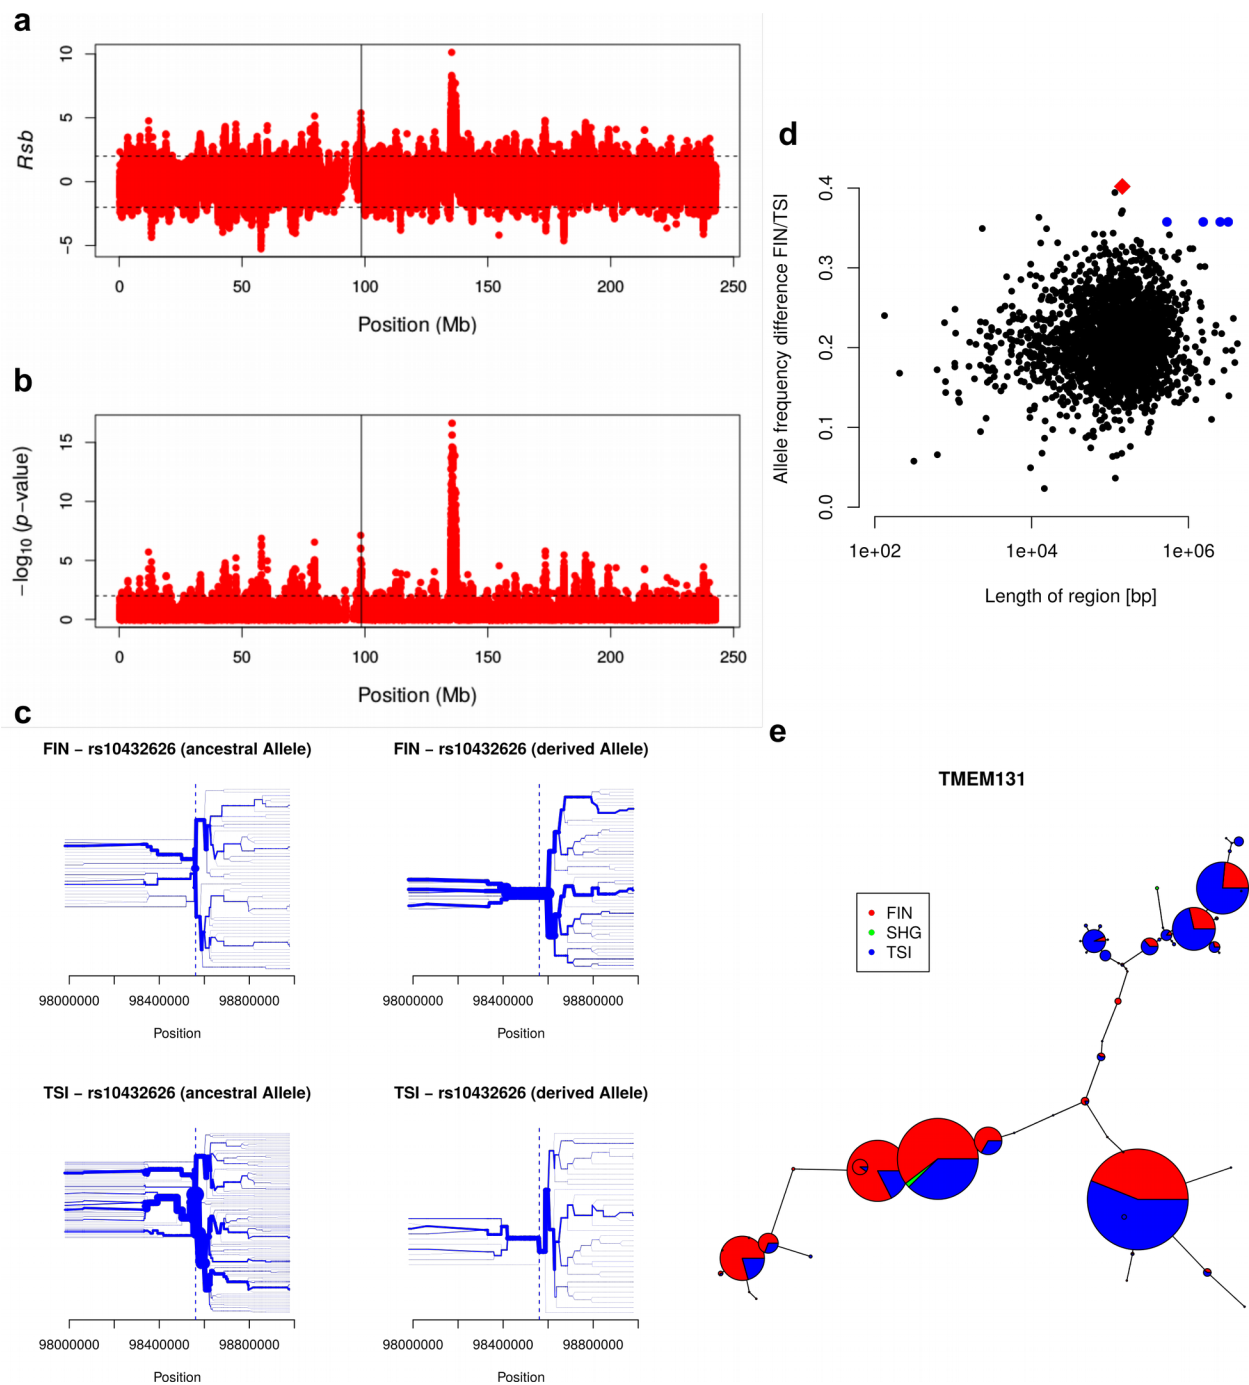 a
10
5
0
−5
Rsb
0 50 100 150 200 250
Position (Mb)
b
15
10
5
0
−log10 (p−value)
0 50 100 150 200 250
Position (Mb)
c
FIN − rs10432626 (ancestral Allele)
98000000 98400000 98800000
Position
FIN − rs10432626 (derived Allele)
98000000 98400000 98800000
Position
TSI − rs10432626 (ancestral Allele)
98000000 98400000 98800000
Position
TSI − rs10432626 (derived Allele)
98000000 98400000 98800000
Position
d
Allele frequency difference FIN/TSI
0.4
0.3
0.2
0.1
0.0
1e+02 1e+04 1e+06
Length of region [bp]
e
TMEM131
FIN
SHG
TSI